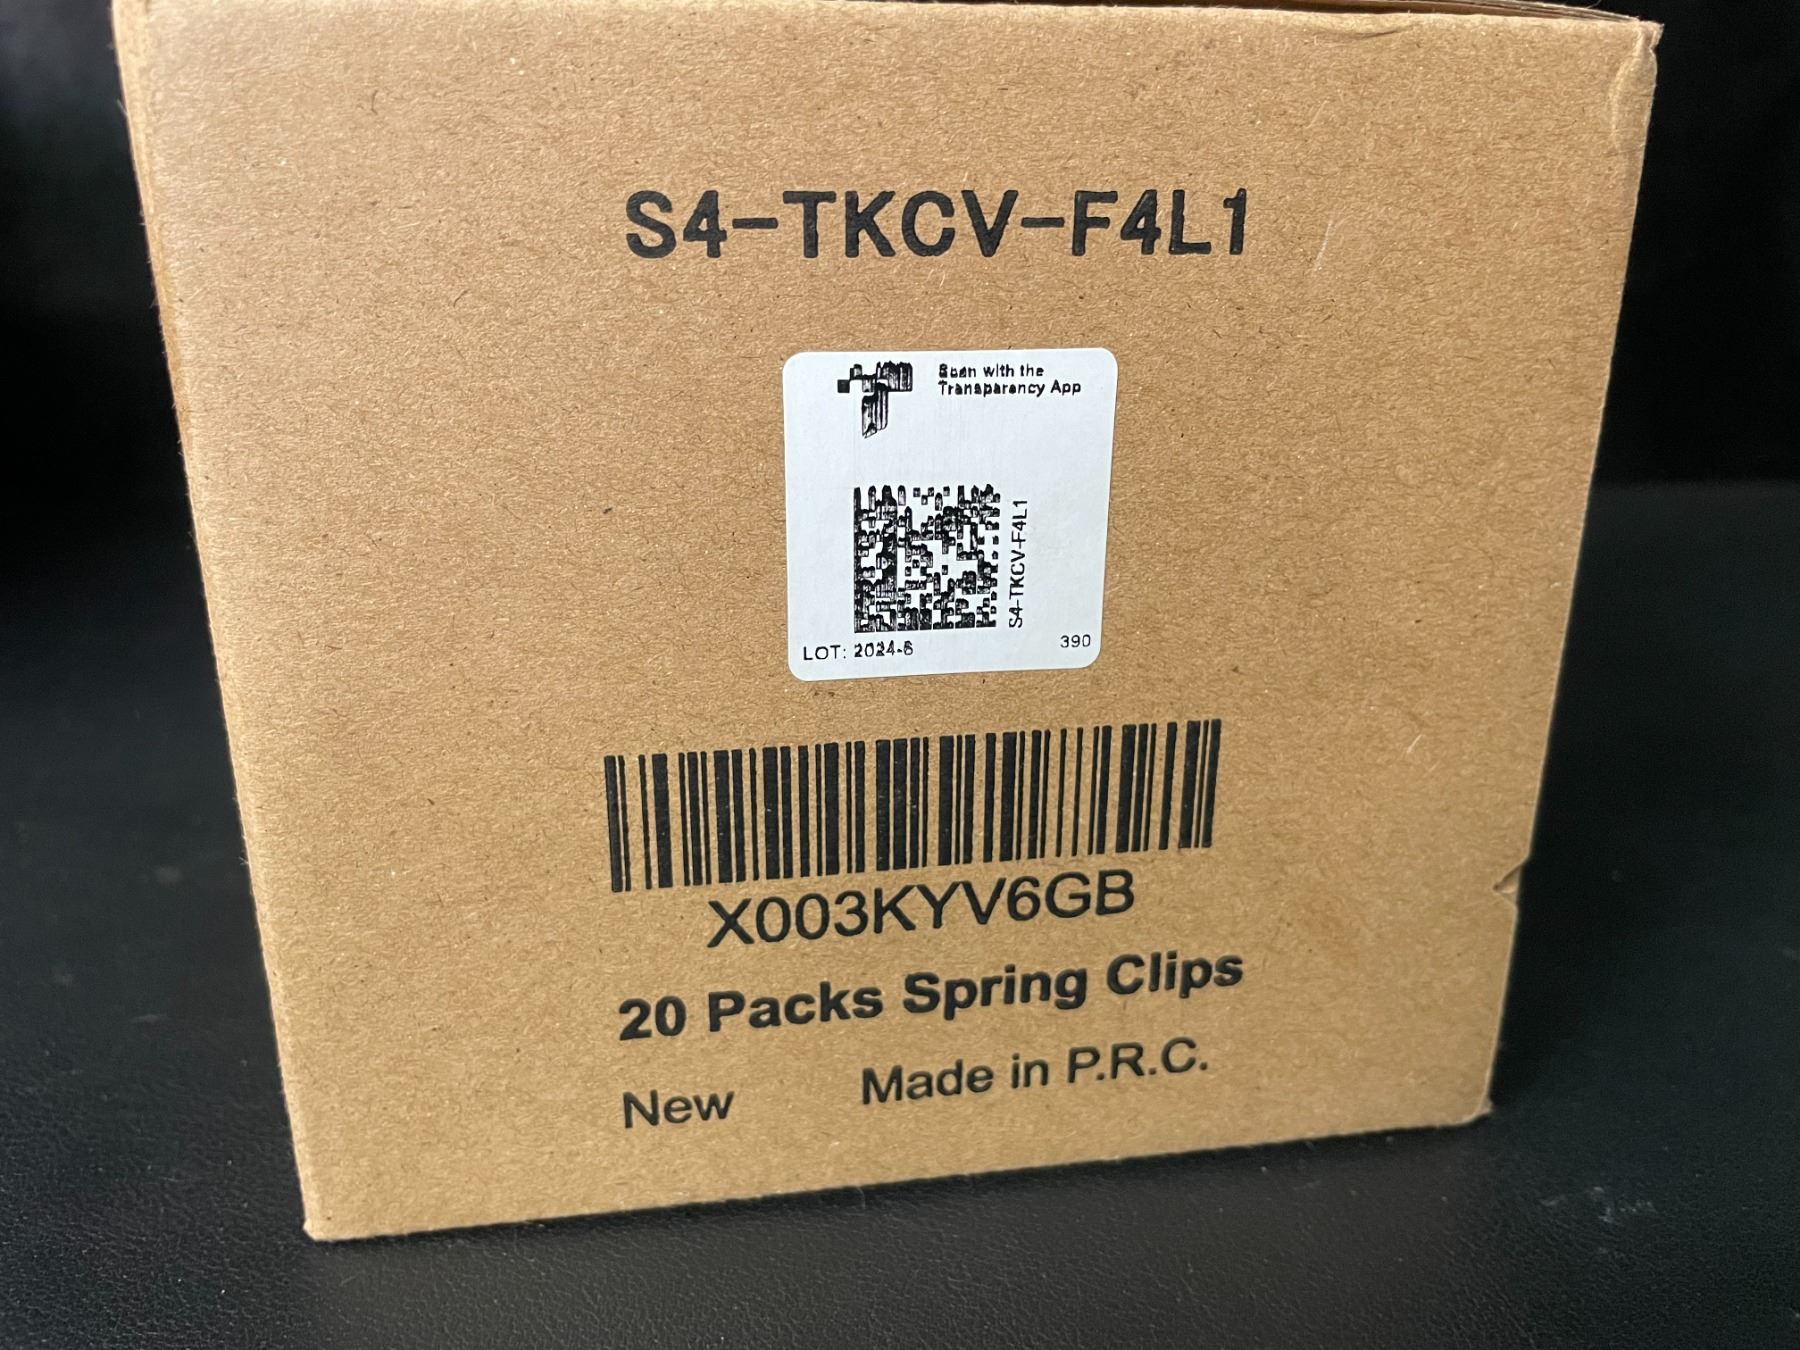 S4-TKCV-F4L1
Scan with the
Transparency App
S4-TKCV-F4L1
LOT: 2024-6
390
X003KYV6GB
20 Packs Spring Clips
New Made in P.R.C.